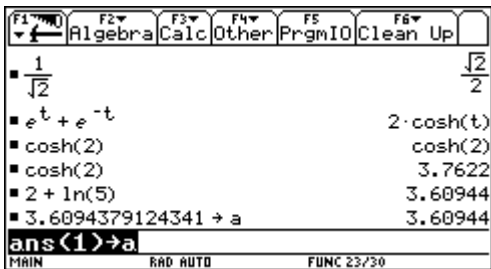 F1 F2 Algebra F3 Calc F4 Other F5 PrgmIO F6 Clean Up
■ 1/√2 √2/2
■ e^t + e^-t 2·cosh(t)
■ cosh(2) cosh(2)
■ cosh(2) 3.7622
■ 2 + ln(5) 3.60944
■ 3.6094379124341 → a 3.60944
ans(1)→a
MAIN RAD AUTO FUNC 23/30